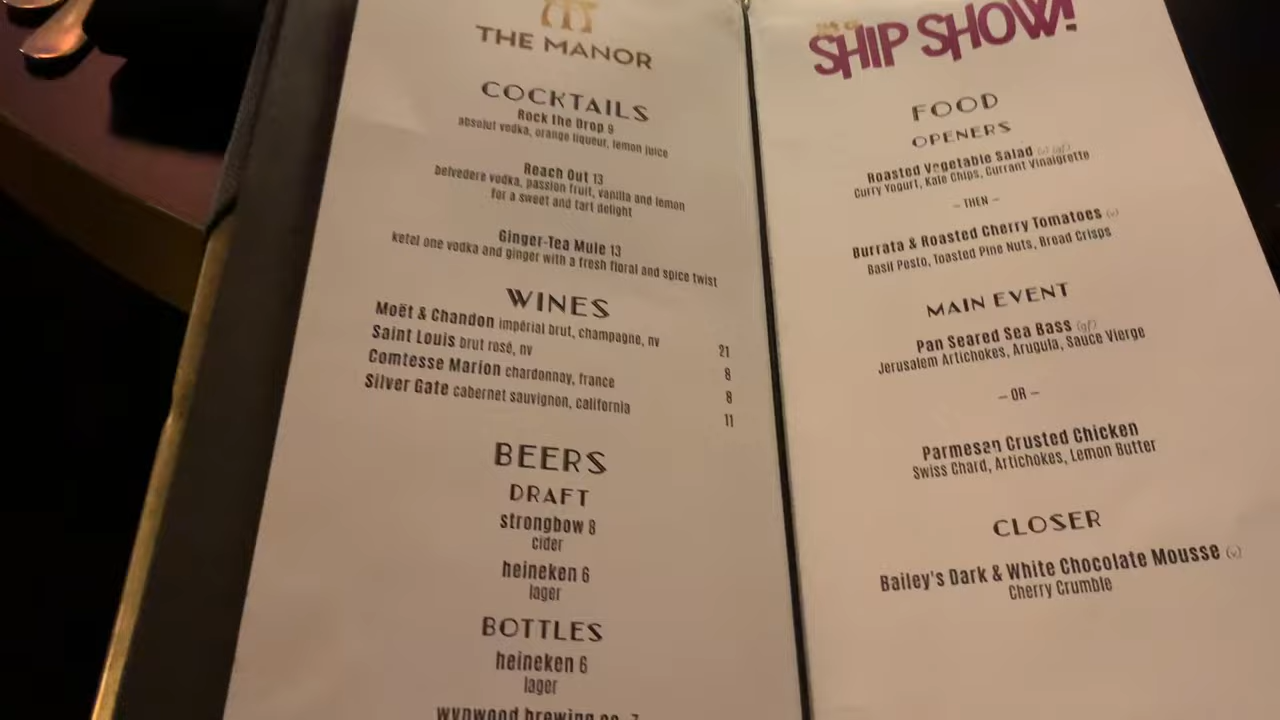 THE MANOR
COCKTAILS
Rock the Drop 9
absolut vodka, orange liqueur, lemon juice
Reach Out 13
belvedere vodka, passion fruit, vanilla and lemon
for a sweet and tart delight
Ginger-Tea Mule 13
ketel one vodka and ginger with a fresh floral and spice twist
WINES
Moët & Chandon impérial brut, champagne, nv 21
Saint Louis brut rosé, nv 8
Comtesse Marion chardonnay, france 8
Silver Gate cabernet sauvignon, california 11
BEERS
DRAFT
strongbow 8
cider
heineken 6
lager
BOTTLES
heineken 6
lager
wynwood brewing co. 7
SHIP SHOW!
FOOD
OPENERS
Roasted Vegetable Salad (v) (gf)
Curry Yogurt, Kale Chips, Currant Vinaigrette
– THEN –
Burrata & Roasted Cherry Tomatoes (v)
Basil Pesto, Toasted Pine Nuts, Bread Crisps
MAIN EVENT
Pan Seared Sea Bass (gf)
Jerusalem Artichokes, Arugula, Sauce Vierge
– OR –
Parmesan Crusted Chicken
Swiss Chard, Artichokes, Lemon Butter
CLOSER
Bailey's Dark & White Chocolate Mousse (v)
Cherry Crumble